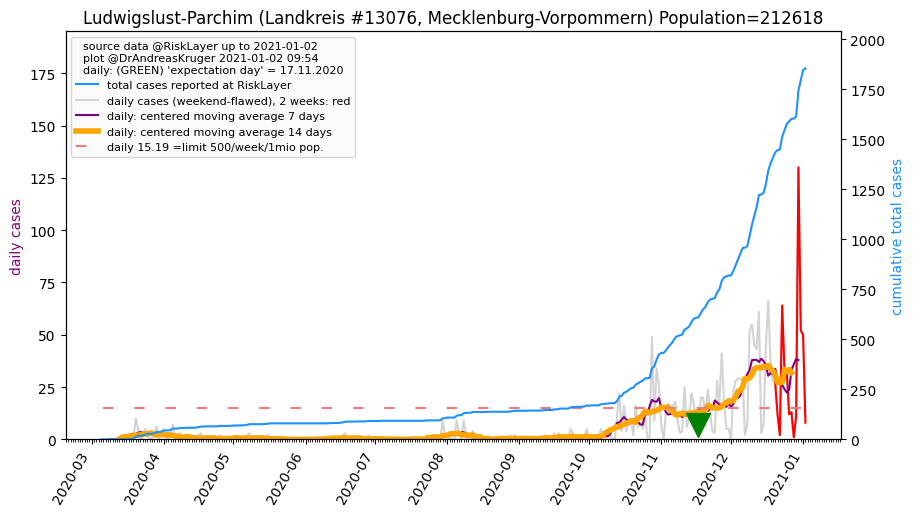 Ludwigslust-Parchim (Landkreis #13076, Mecklenburg-Vorpommern) Population=212618
source data @RiskLayer up to 2021-01-02
plot @DrAndreasKruger 2021-01-02 09:54
daily: (GREEN) 'expectation day' = 17.11.2020
total cases reported at RiskLayer
daily cases (weekend-flawed), 2 weeks: red
daily: centered moving average 7 days
daily: centered moving average 14 days
daily 15.19 =limit 500/week/1mio pop.
daily cases
175
150
125
100
75
50
25
0
cumulative total cases
2000
1750
1500
1250
1000
750
500
250
0
2020-03
2020-04
2020-05
2020-06
2020-07
2020-08
2020-09
2020-10
2020-11
2020-12
2021-01